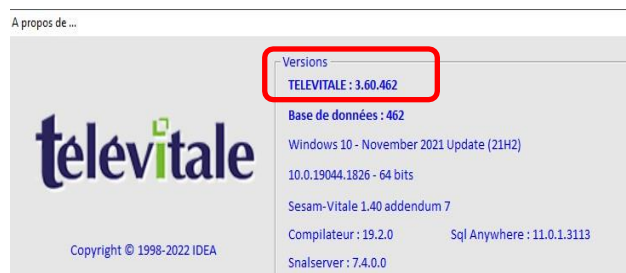 A propos de ...
Versions
TELEVITALE : 3.60.462
Base de données : 462
Windows 10 - November 2021 Update (21H2)
10.0.19044.1826 - 64 bits
Sesam-Vitale 1.40 addendum 7
Compilateur : 19.2.0 Sql Anywhere : 11.0.1.3113
Snalserver : 7.4.0.0
télévitale
Copyright © 1998-2022 IDEA